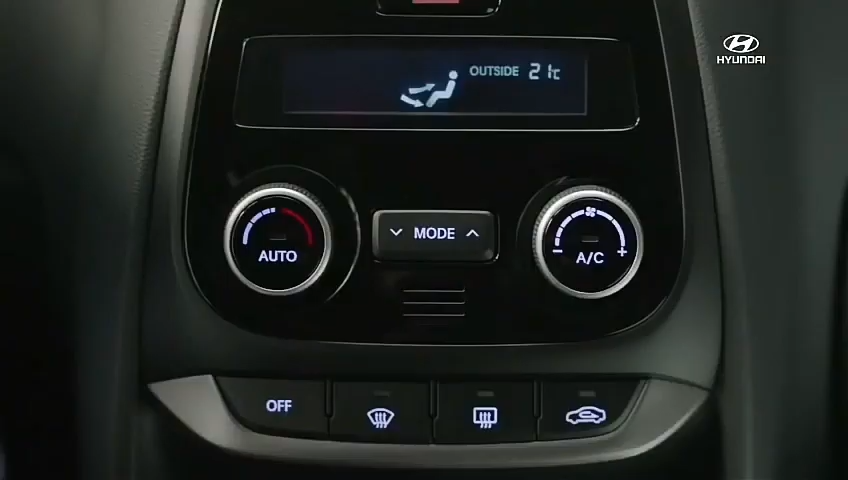 HYUNDAI
OUTSIDE 21°C
MODE
AUTO
- A/C +
OFF